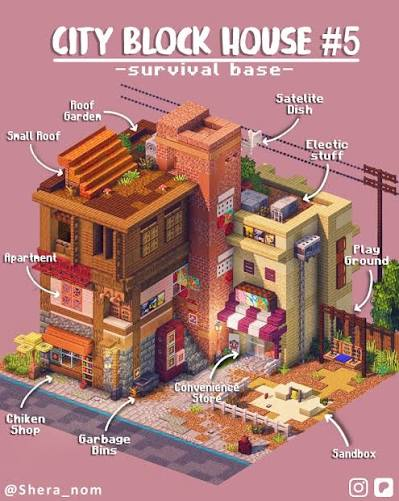 CITY BLOCK HOUSE #5
-survival base-
Roof
Garden
Satelite
Dish
Small Roof
Electic
stuff
Apartment
Play
Ground
Convenience
Store
Chiken
Shop
Garbage
Bins
Sandbox
@Shera_nom